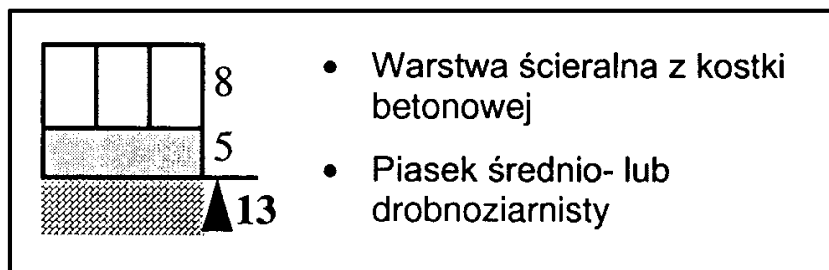 8
5
13
• Warstwa ścieralna z kostki
betonowej
• Piasek średnio- lub
drobnoziarnisty